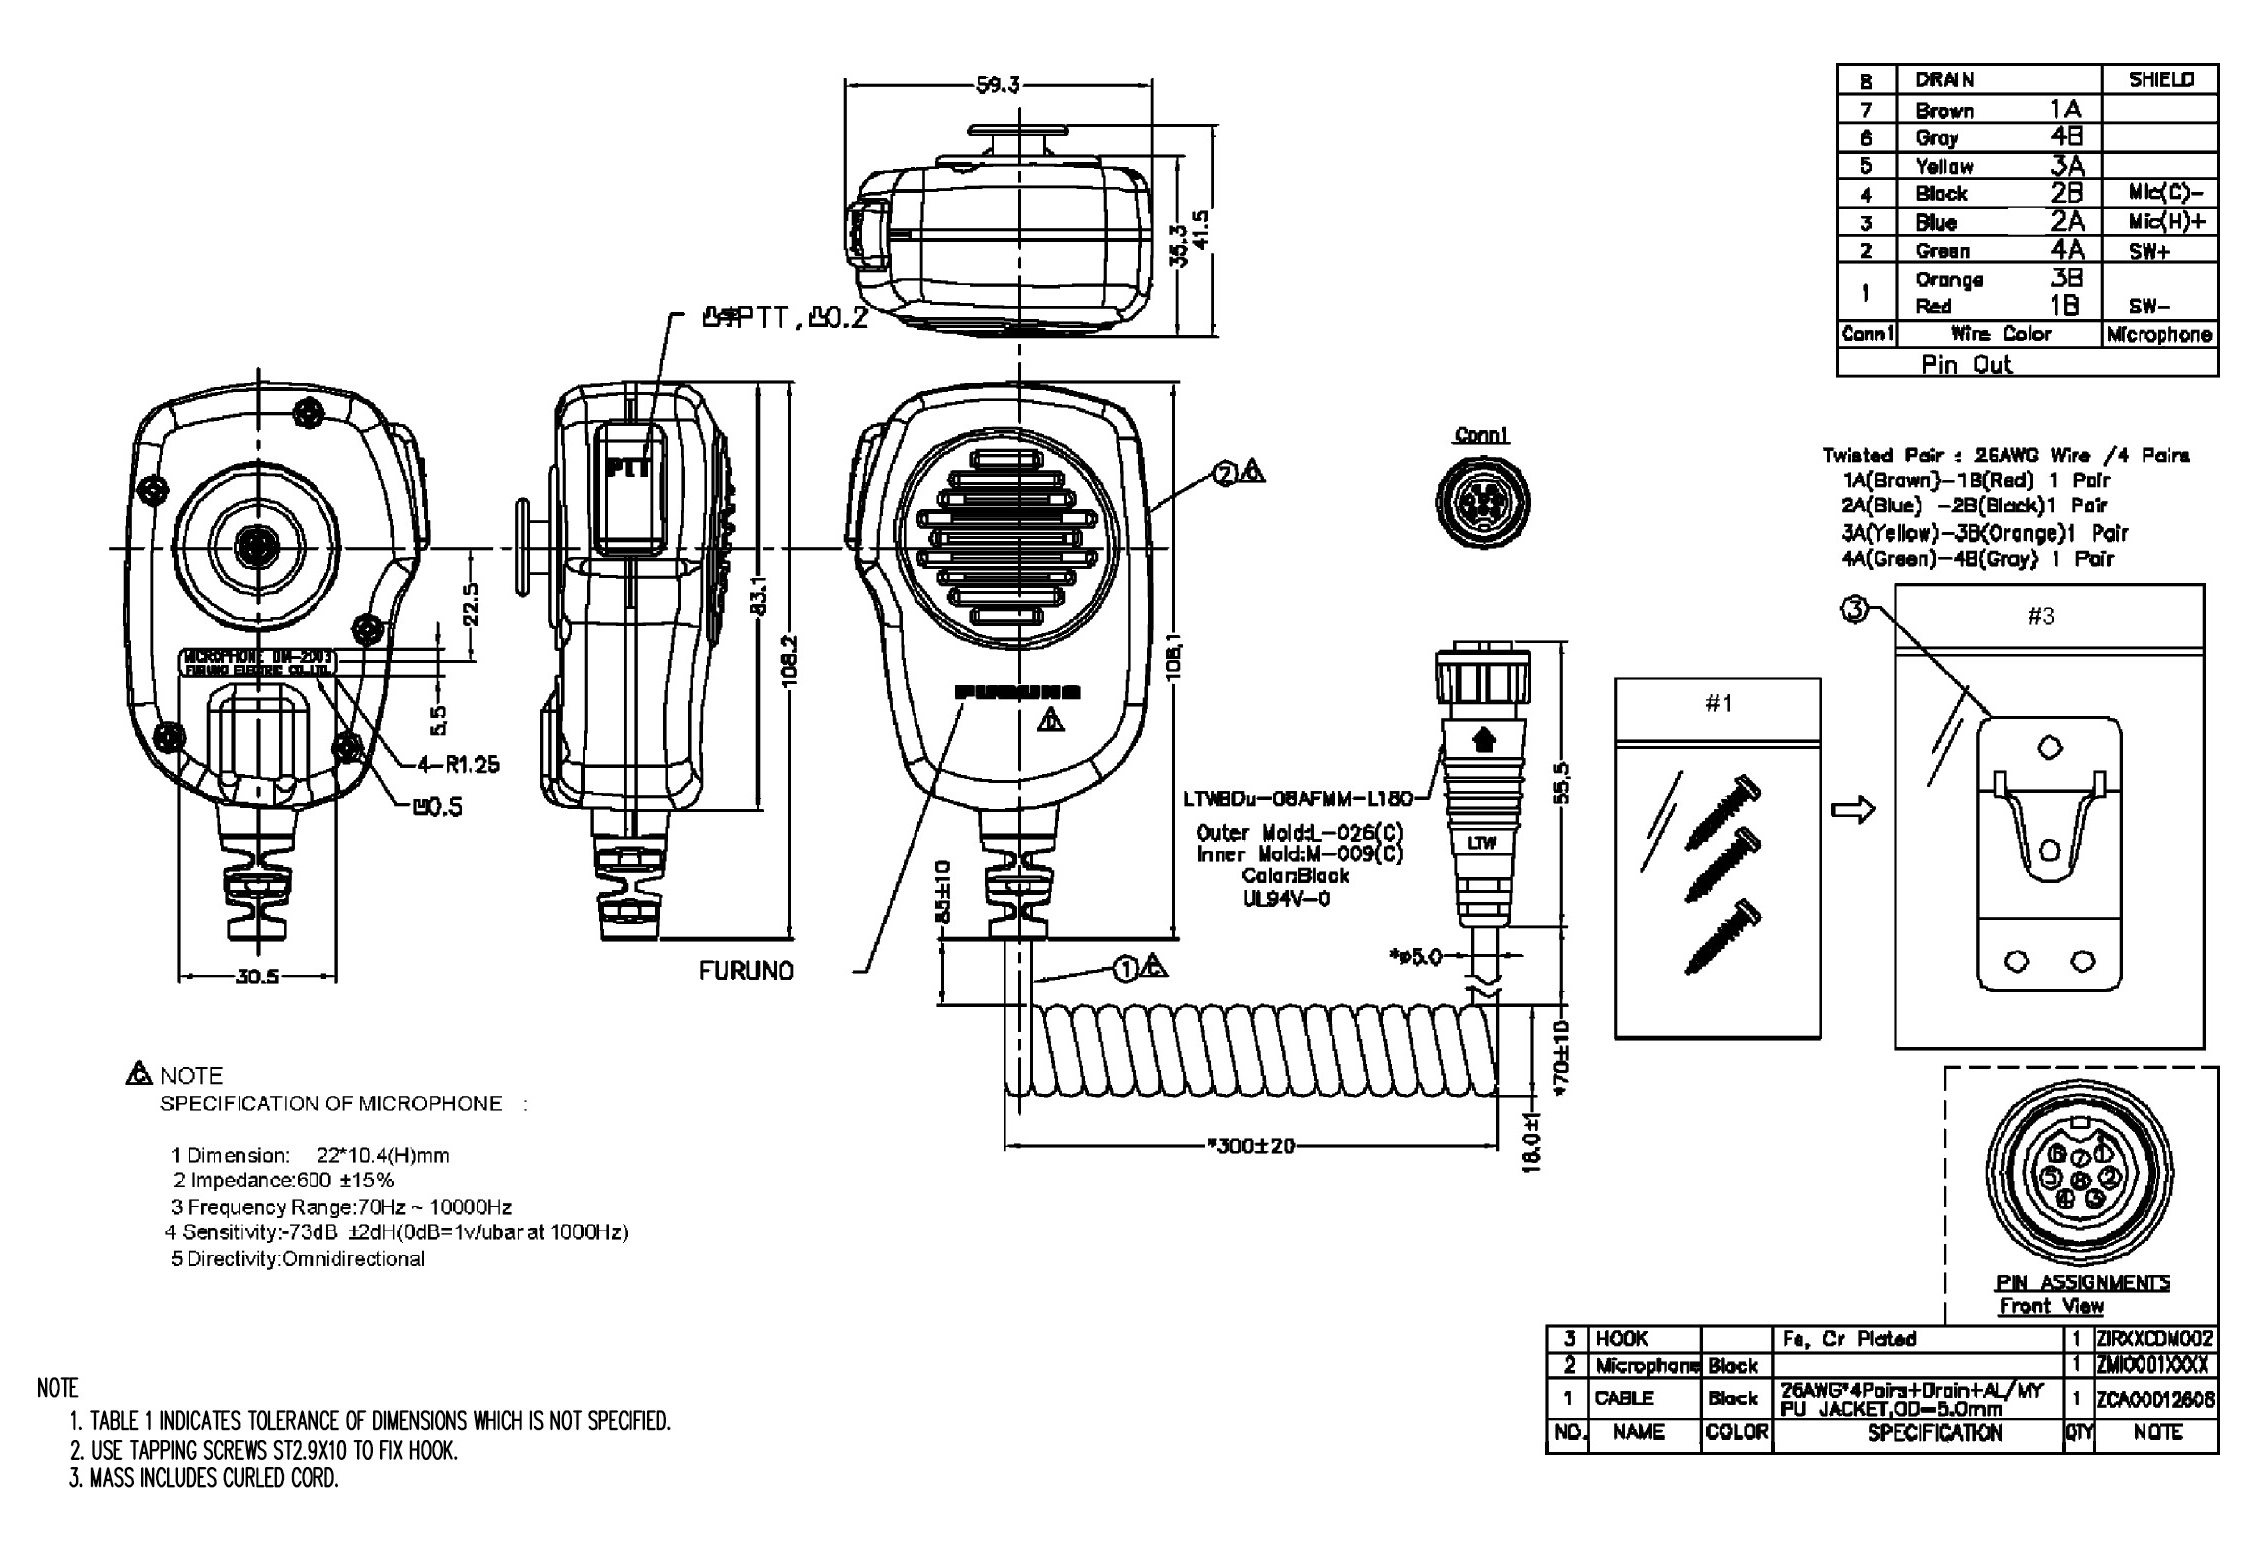 59.3
35.3
41.5
PTT
PTT , 0.2
83.1
108.2
22.5
5.5
MICROPHONE DM-2003
FURUNO ELECTRIC CO.,LTD.
4-R1.25
0.5
30.5
FURUNO
FURUNO
D
2 C
1 C
85±10
*300±20
18.0±1
*70±10
55.5
*ø5.0
Conn1
LTWBDu-08AFMM-L180
Outer Mold:L-026(C)
Inner Mold:M-009(C)
Color:Black
UL94V-0
LTW
8 DRAIN SHIELD
7 Brown 1A
6 Gray 4B
5 Yellow 3A
4 Black 2B Mic(C)-
3 Blue 2A Mic(H)+
2 Green 4A SW+
1 Orange 3B
Red 1B SW-
Conn1 Wire Color Microphone
Pin Out
Twisted Pair : 26AWG Wire /4 Pairs
1A(Brown)-1B(Red) 1 Pair
2A(Blue) -2B(Black)1 Pair
3A(Yellow)-3B(Orange)1 Pair
4A(Green)-4B(Gray) 1 Pair
3
#3
#1
C NOTE
SPECIFICATION OF MICROPHONE :
1 Dimension: 22*10.4(H)mm
2 Impedance:600 ±15%
3 Frequency Range:70Hz ~ 10000Hz
4 Sensitivity:-73dB ±2dH(0dB=1v/ubar at 1000Hz)
5 Directivity:Omnidirectional
6 7 1
5 8 2
4 3
PIN ASSIGNMENTS
Front View
3 HOOK Fe, Cr Plated 1 ZIRXXCDM002
2 Microphone Black 1 ZMI0001XXXX
1 CABLE Black 26AWG*4Pairs+Drain+AL/MY
PU JACKET,OD=5.0mm 1 ZCA00012608
NO. NAME COLOR SPECIFICATION QTY NOTE
NOTE
1. TABLE 1 INDICATES TOLERANCE OF DIMENSIONS WHICH IS NOT SPECIFIED.
2. USE TAPPING SCREWS ST2.9X10 TO FIX HOOK.
3. MASS INCLUDES CURLED CORD.